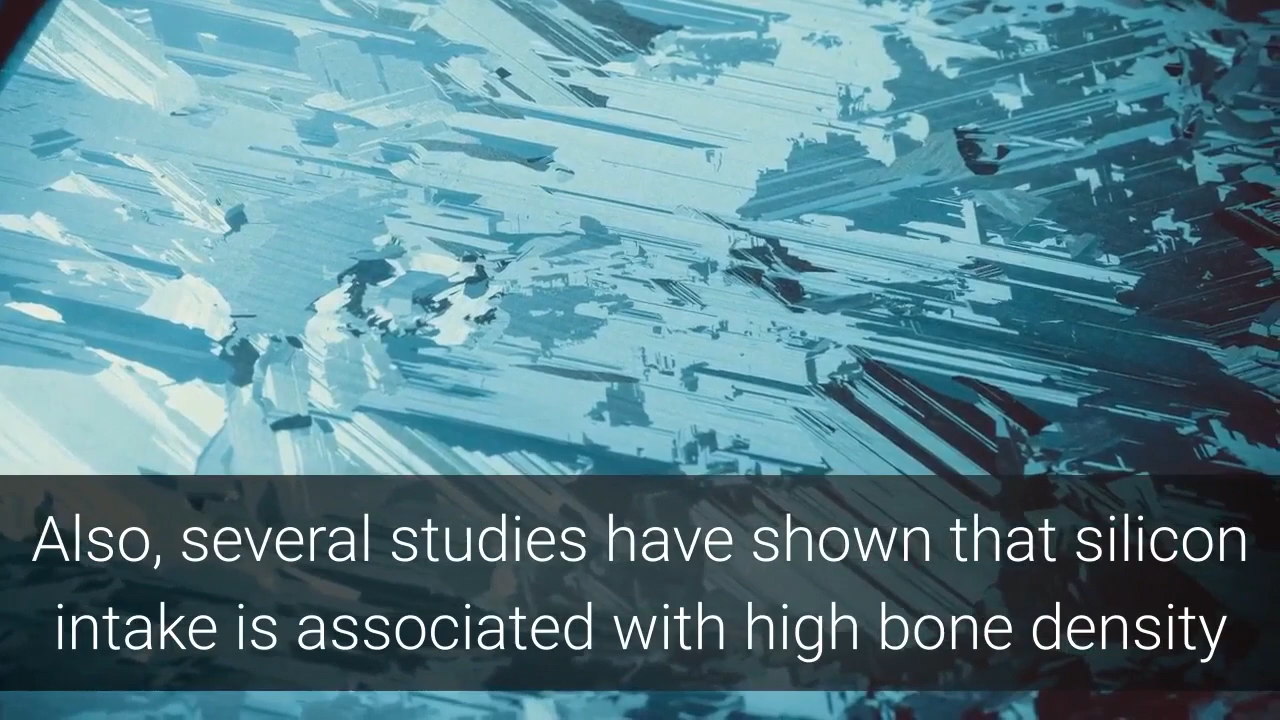 Also, several studies have shown that silicon
intake is associated with high bone density